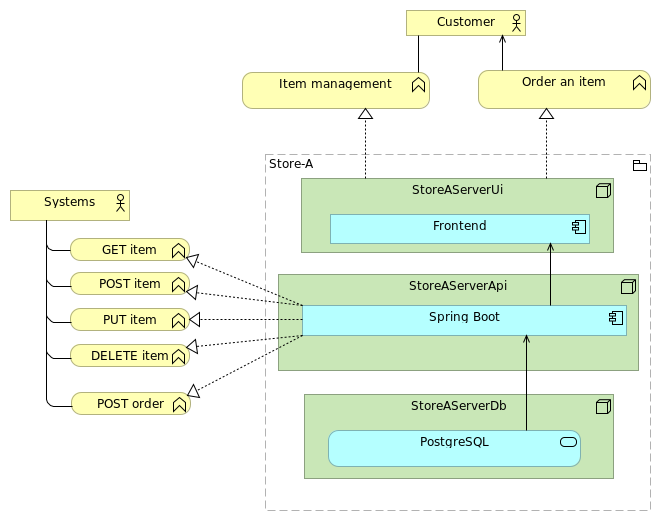 Customer
Item management
Order an item
Store-A
StoreAServerUi
Frontend
Systems
GET item
POST item
PUT item
DELETE item
POST order
StoreAServerApi
Spring Boot
StoreAServerDb
PostgreSQL